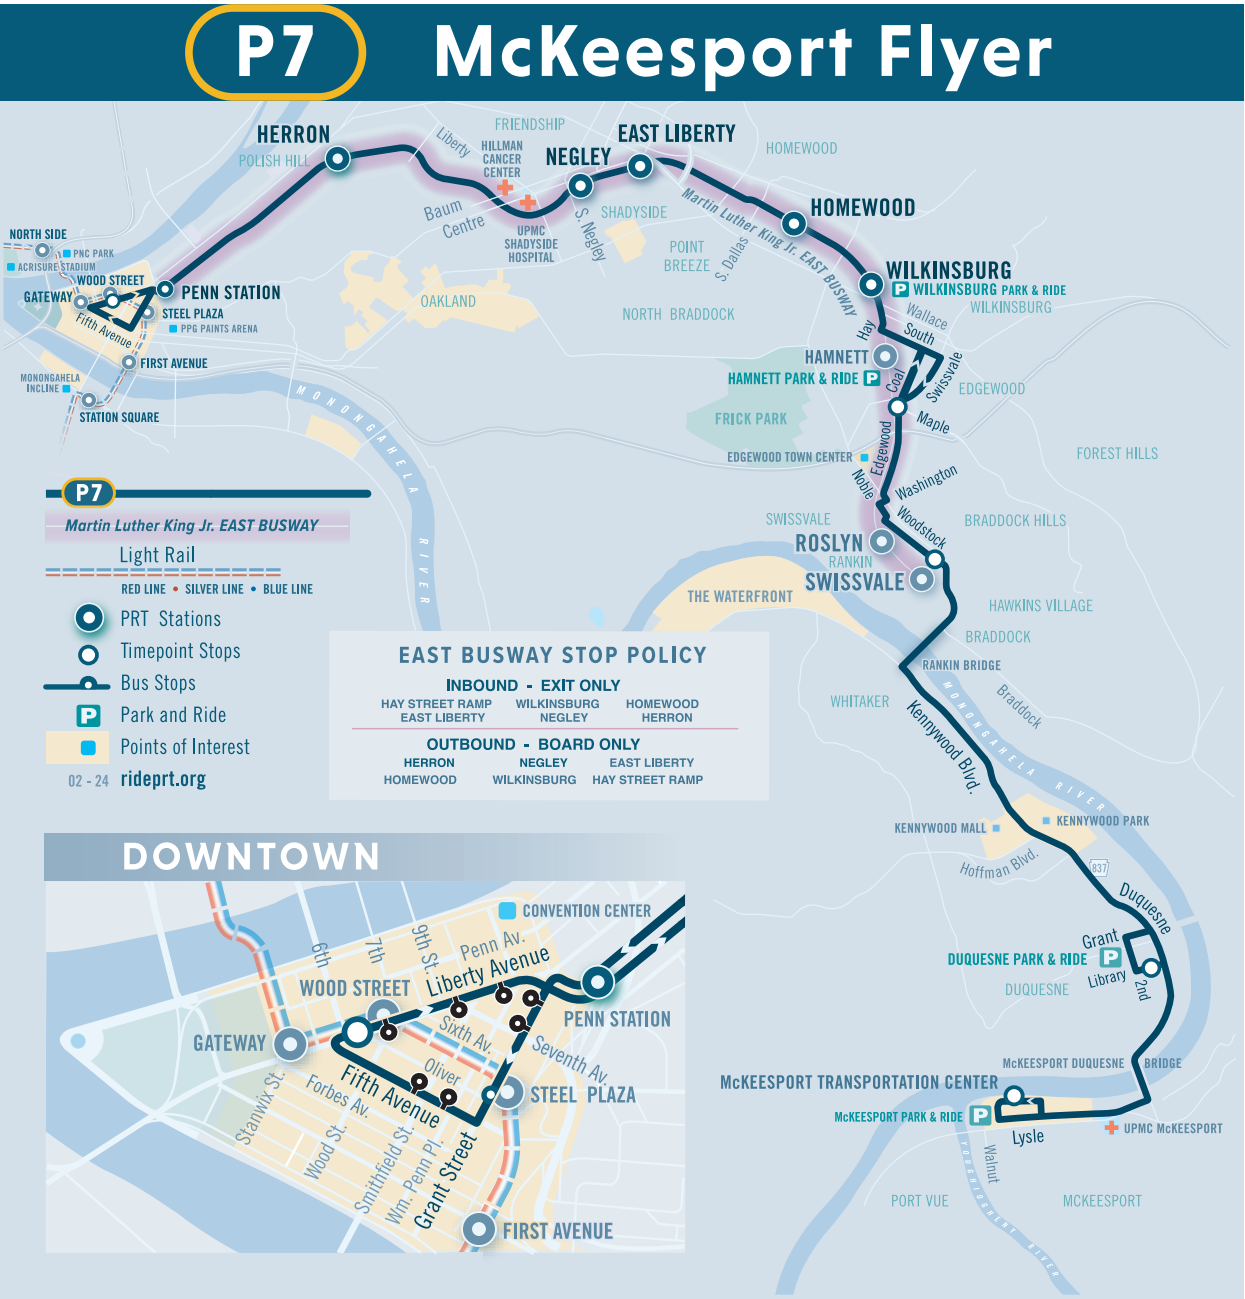 P7 McKeesport Flyer
HERRON
POLISH HILL
FRIENDSHIP
Liberty
HILLMAN
CANCER
CENTER
NEGLEY
EAST LIBERTY
HOMEWOOD
Baum
Centre
UPMC
SHADYSIDE
HOSPITAL
S. Negley
SHADYSIDE
POINT
BREEZE
S. Dallas
Martin Luther King Jr. EAST BUSWAY
HOMEWOOD
NORTH SIDE
PNC PARK
ACRISURE STADIUM
WOOD STREET
GATEWAY
PENN STATION
STEEL PLAZA
Fifth Avenue
PPG PAINTS ARENA
FIRST AVENUE
MONONGAHELA
INCLINE
STATION SQUARE
OAKLAND
NORTH BRADDOCK
WILKINSBURG
P WILKINSBURG PARK & RIDE
WILKINSBURG
Wallace
Hay
South
HAMNETT
HAMNETT PARK & RIDE P
Coal
Swissvale
EDGEWOOD
FRICK PARK
Maple
MONONGAHELA RIVER
EDGEWOOD TOWN CENTER
Edgewood
FOREST HILLS
Noble
Washington
Woodstock
SWISSVALE
BRADDOCK HILLS
ROSLYN
RANKIN
SWISSVALE
THE WATERFRONT
HAWKINS VILLAGE
BRADDOCK
RANKIN BRIDGE
P7
Martin Luther King Jr. EAST BUSWAY
Light Rail
RED LINE • SILVER LINE • BLUE LINE
PRT Stations
Timepoint Stops
Bus Stops
P Park and Ride
Points of Interest
02 - 24 rideprt.org
EAST BUSWAY STOP POLICY
INBOUND - EXIT ONLY
HAY STREET RAMP WILKINSBURG HOMEWOOD
EAST LIBERTY NEGLEY HERRON
OUTBOUND - BOARD ONLY
HERRON NEGLEY EAST LIBERTY
HOMEWOOD WILKINSBURG HAY STREET RAMP
WHITAKER
Kennywood Blvd.
MONONGAHELA RIVER
Braddock
KENNYWOOD MALL
KENNYWOOD PARK
Hoffman Blvd.
837
Duquesne
Grant
DUQUESNE PARK & RIDE P
Library
2nd
DUQUESNE
McKEESPORT DUQUESNE BRIDGE
McKEESPORT TRANSPORTATION CENTER
McKEESPORT PARK & RIDE P
Lysle
UPMC McKEESPORT
Walnut
YOUGHIOGHENY RIVER
PORT VUE
MCKEESPORT
DOWNTOWN
CONVENTION CENTER
6th
7th
9th St.
Penn Av.
Liberty Avenue
WOOD STREET
PENN STATION
GATEWAY
Sixth Av.
Seventh Av.
Oliver
Fifth Avenue
STEEL PLAZA
Stanwix St.
Forbes Av.
Wood St.
Smithfield St.
Wm. Penn Pl.
Grant Street
FIRST AVENUE